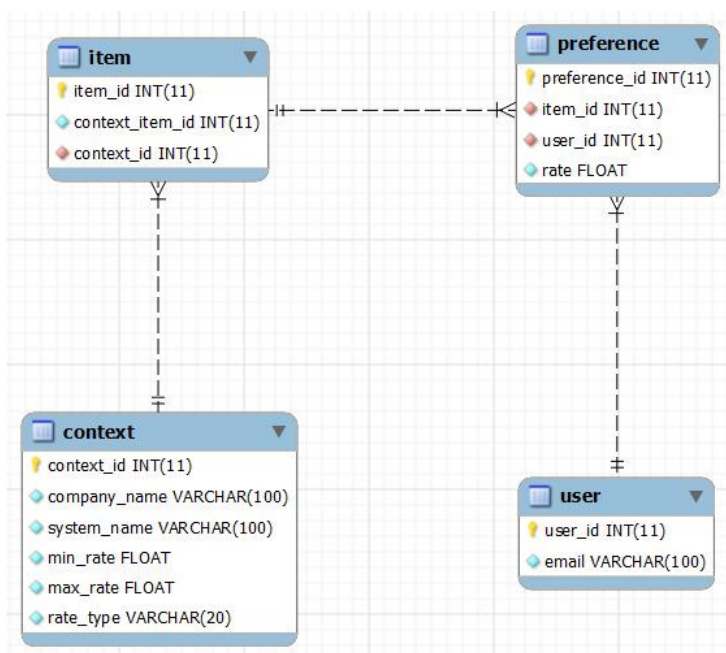 item
item_id INT(11)
context_item_id INT(11)
context_id INT(11)
preference
preference_id INT(11)
item_id INT(11)
user_id INT(11)
rate FLOAT
context
context_id INT(11)
company_name VARCHAR(100)
system_name VARCHAR(100)
min_rate FLOAT
max_rate FLOAT
rate_type VARCHAR(20)
user
user_id INT(11)
email VARCHAR(100)